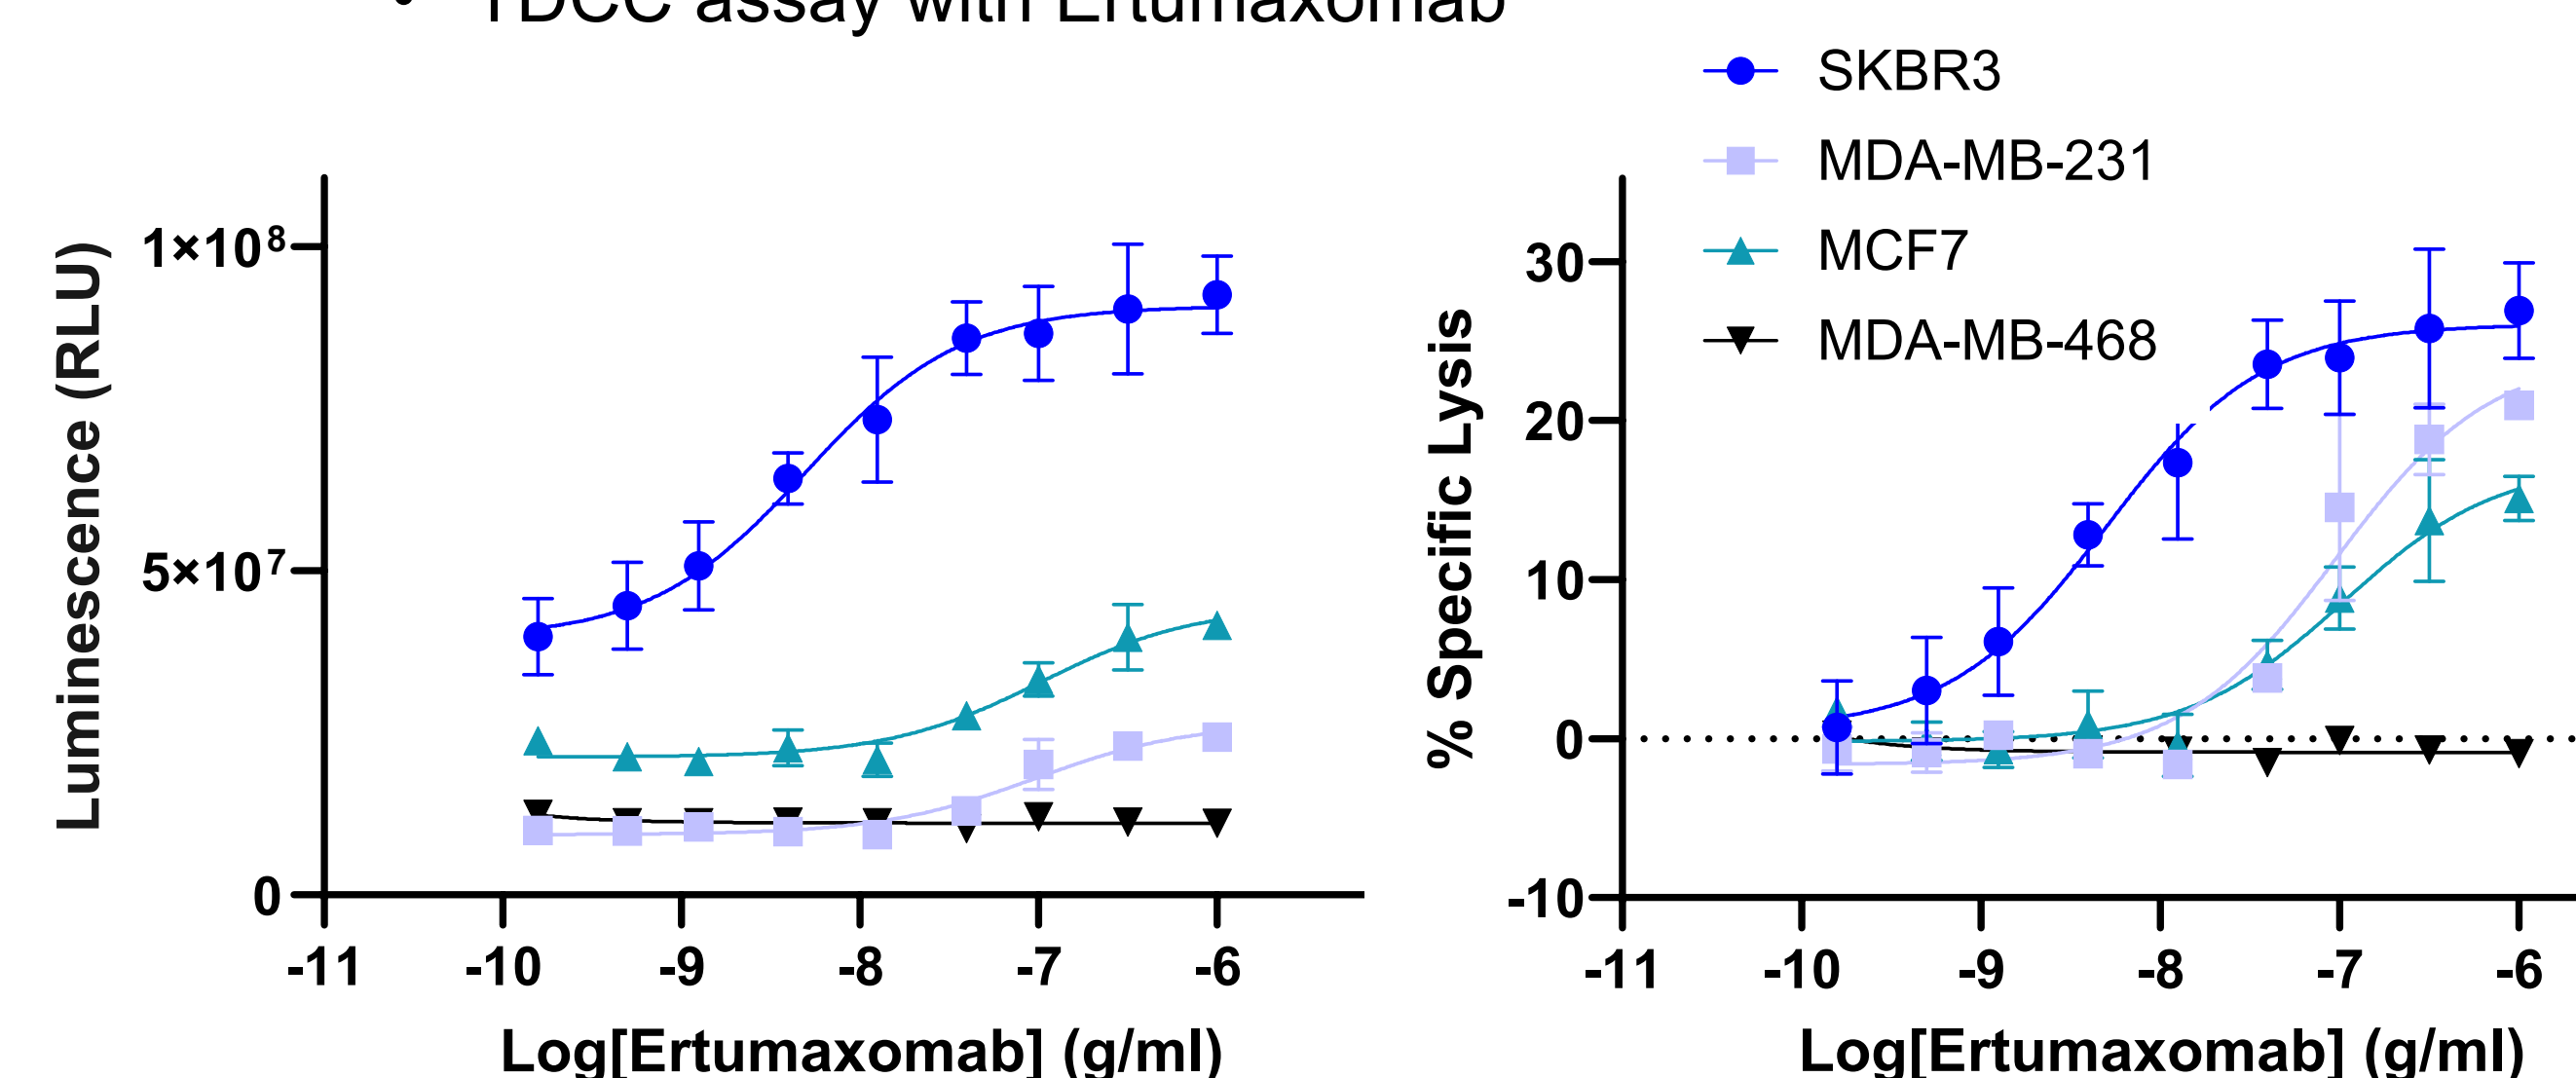 • TDCC assay with Ertumaxomab
SKBR3
MDA-MB-231
MCF7
MDA-MB-468
Luminescence (RLU)
1×10⁸
5×10⁷
0
-11 -10 -9 -8 -7 -6
Log[Ertumaxomab] (g/ml)
% Specific Lysis
30
20
10
0
-10
-11 -10 -9 -8 -7 -6
Log[Ertumaxomab] (g/ml)